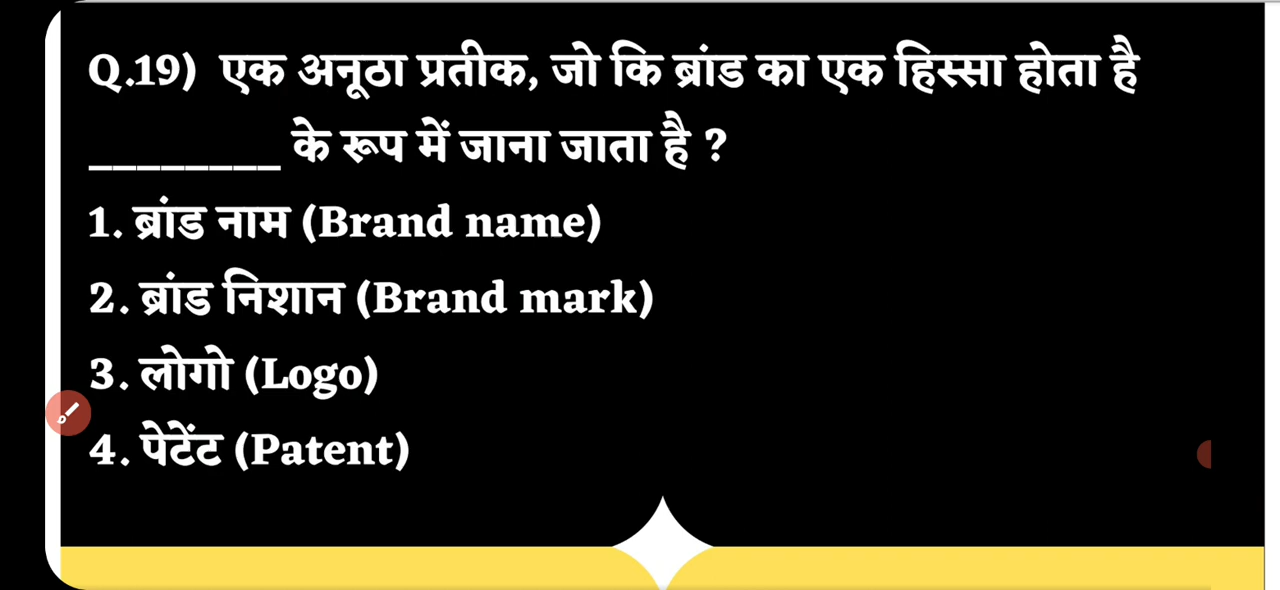 Q.19) एक अनूठा प्रतीक, जो कि ब्रांड का एक हिस्सा होता है
________ के रूप में जाना जाता है ?
1. ब्रांड नाम (Brand name)
2. ब्रांड निशान (Brand mark)
3. लोगो (Logo)
4. पेटेंट (Patent)